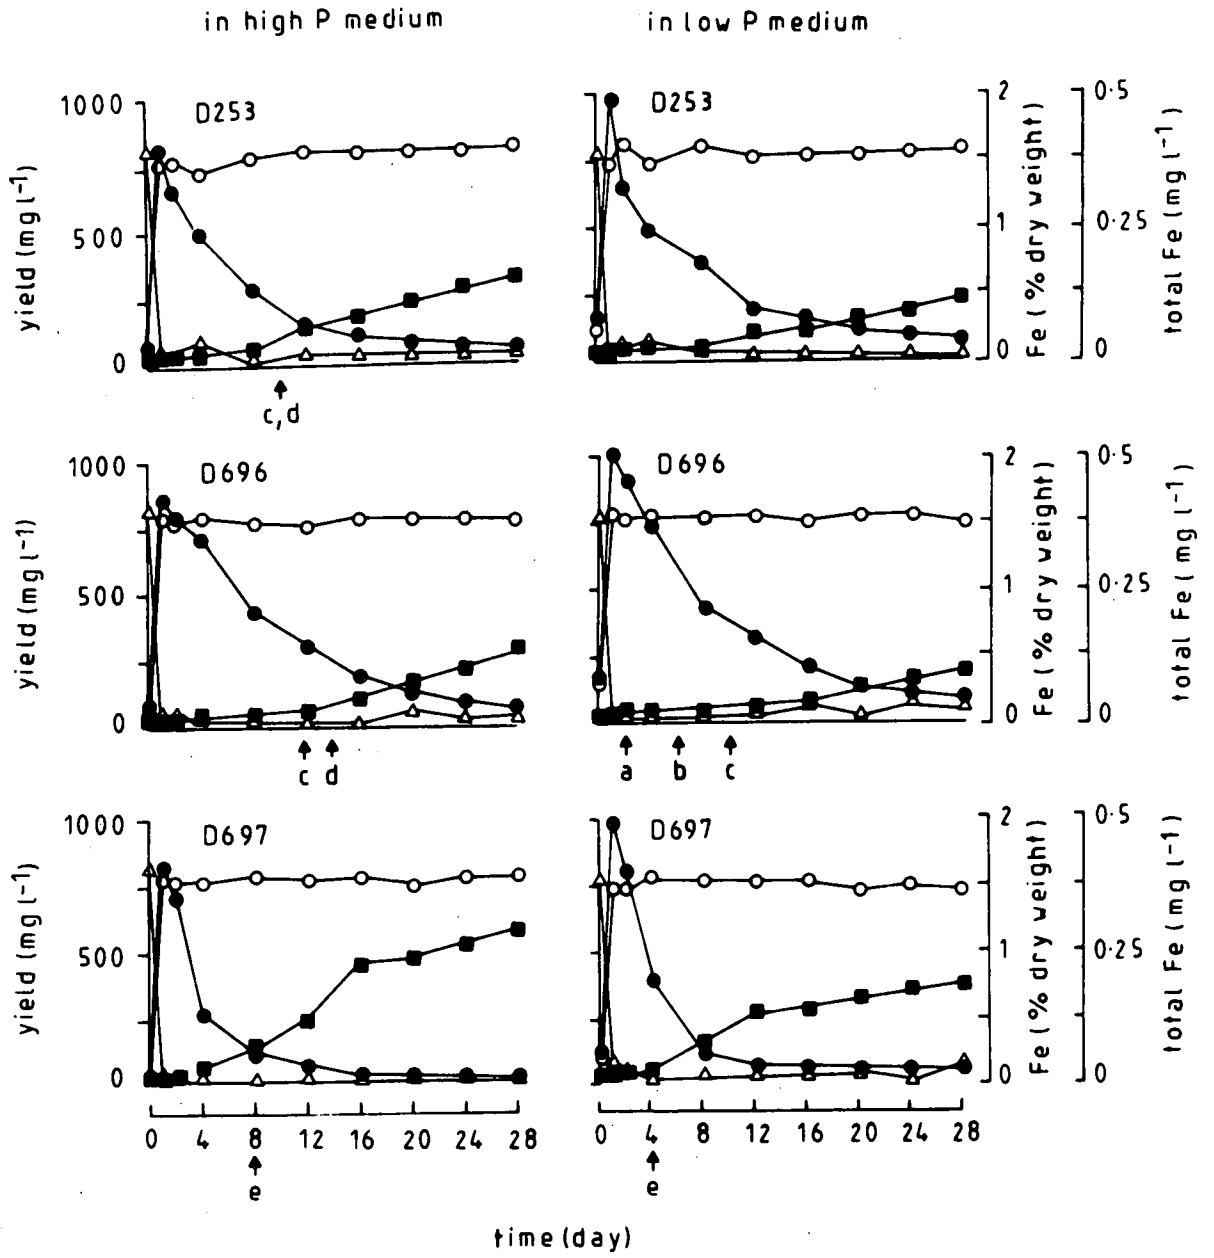 in high P medium
in low P medium
D253
1000
500
0
yield (mg l⁻¹)
c,d
D253
2
1
0
Fe (% dry weight)
0·5
0·25
0
total Fe (mg l⁻¹)
D696
1000
500
0
yield (mg l⁻¹)
c d
D696
2
1
0
Fe (% dry weight)
0·5
0·25
0
total Fe (mg l⁻¹)
a b c
D697
1000
500
0
yield (mg l⁻¹)
0 4 8 12 16 20 24 28
e
D697
2
1
0
Fe (% dry weight)
0·5
0·25
0
total Fe (mg l⁻¹)
0 4 8 12 16 20 24 28
e
time (day)